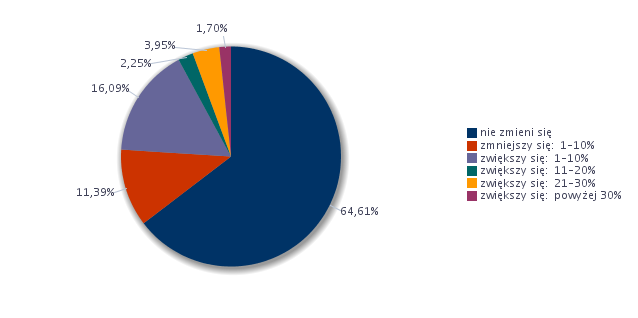 1,70%
3,95%
2,25%
16,09%
11,39%
64,61%
nie zmieni się
zmniejszy się: 1-10%
zwiększy się: 1-10%
zwiększy się: 11-20%
zwiększy się: 21-30%
zwiększy się: powyżej 30%